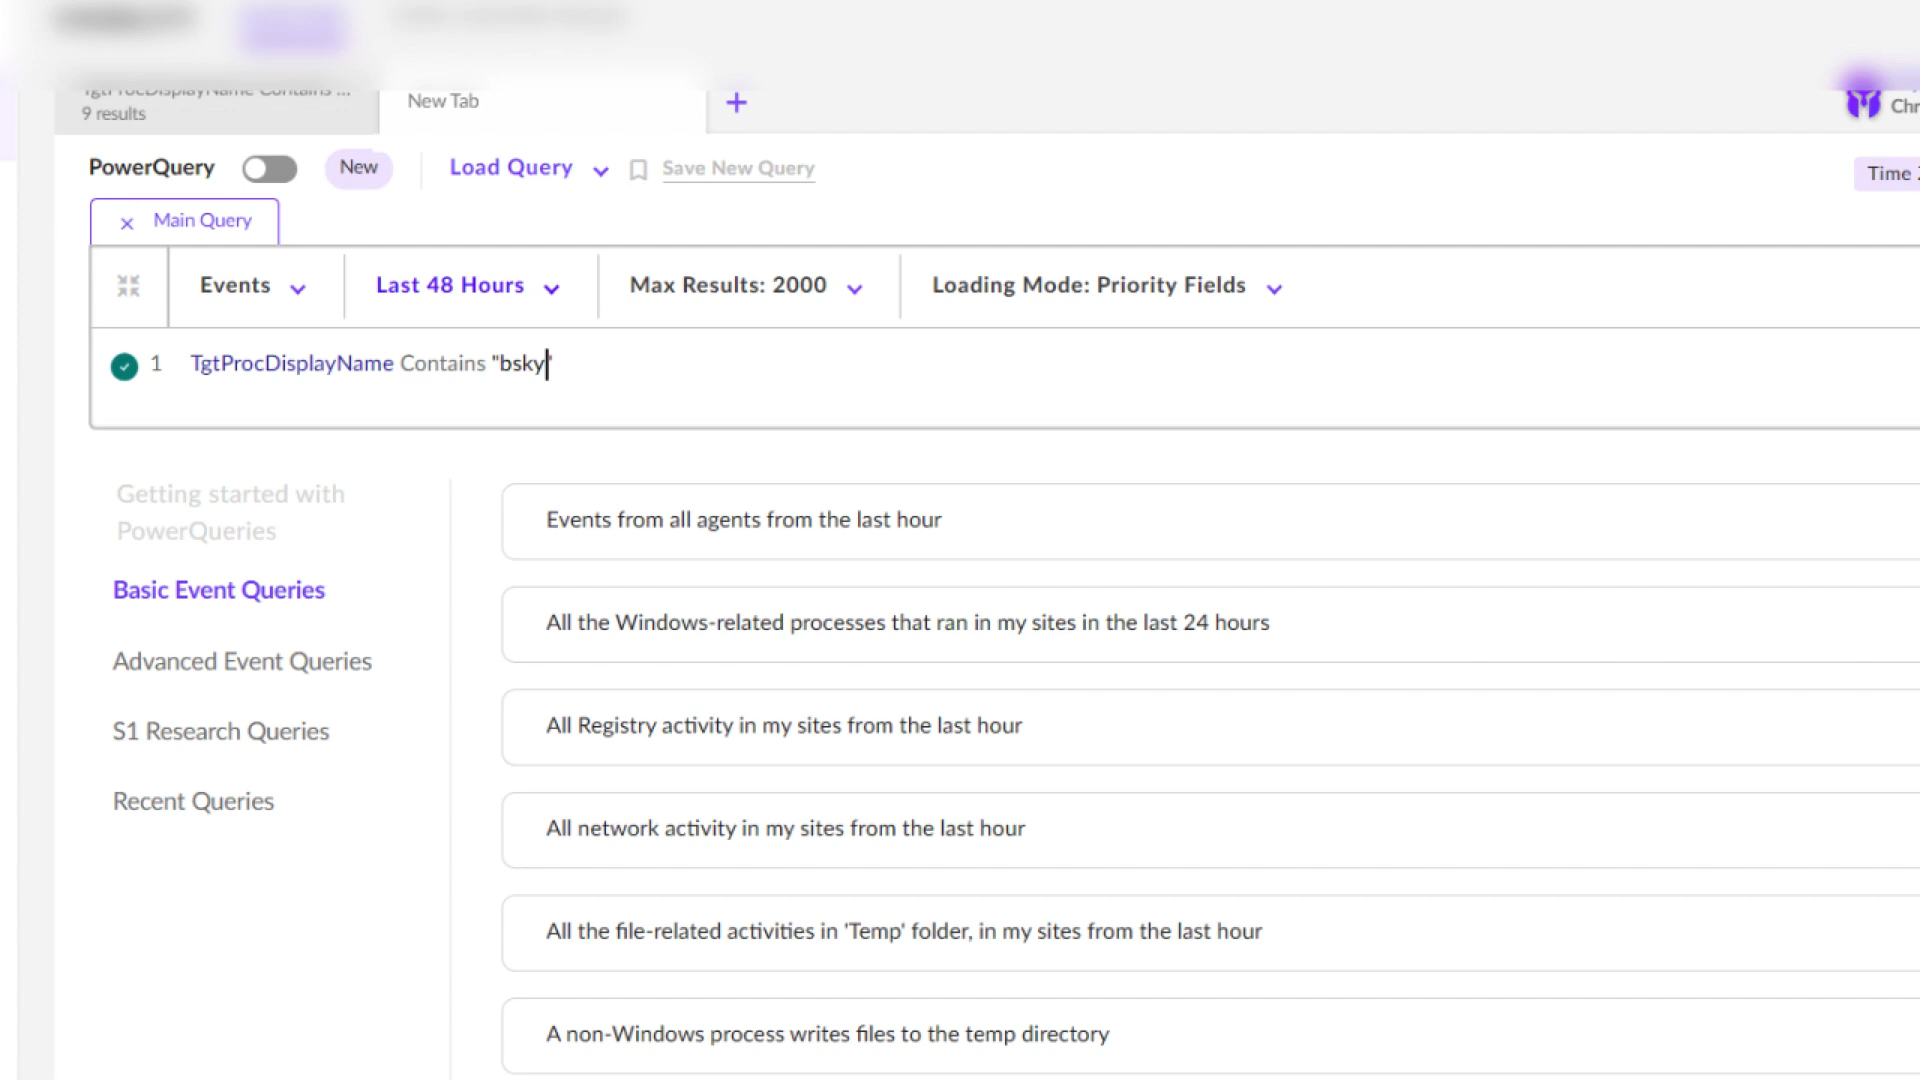 TgtProcDisplayName Contains ...
9 results
New Tab
+
Chr
PowerQuery
New
Load Query
Save New Query
Time
Main Query
Events
Last 48 Hours
Max Results: 2000
Loading Mode: Priority Fields
1 TgtProcDisplayName Contains "bsky"
Getting started with
PowerQueries
Basic Event Queries
Advanced Event Queries
S1 Research Queries
Recent Queries
Events from all agents from the last hour
All the Windows-related processes that ran in my sites in the last 24 hours
All Registry activity in my sites from the last hour
All network activity in my sites from the last hour
All the file-related activities in 'Temp' folder, in my sites from the last hour
A non-Windows process writes files to the temp directory